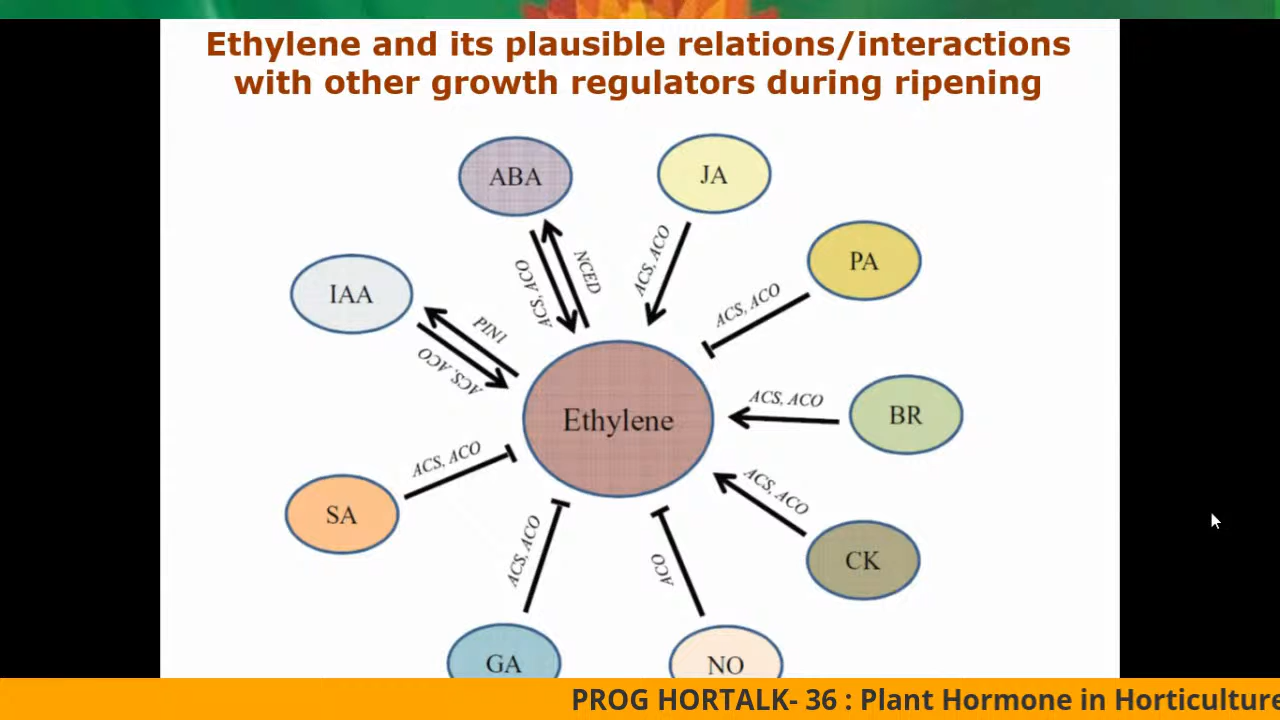 Ethylene and its plausible relations/interactions
with other growth regulators during ripening
ABA
JA
PA
IAA
NCED
ACS, ACO
ACS, ACO
ACS, ACO
PIN1
ACS, ACO
Ethylene
ACS, ACO
BR
ACS, ACO
SA
ACS, ACO
CK
ACS, ACO
ACO
GA
NO
PROG HORTALK- 36 : Plant Hormone in Horticulture